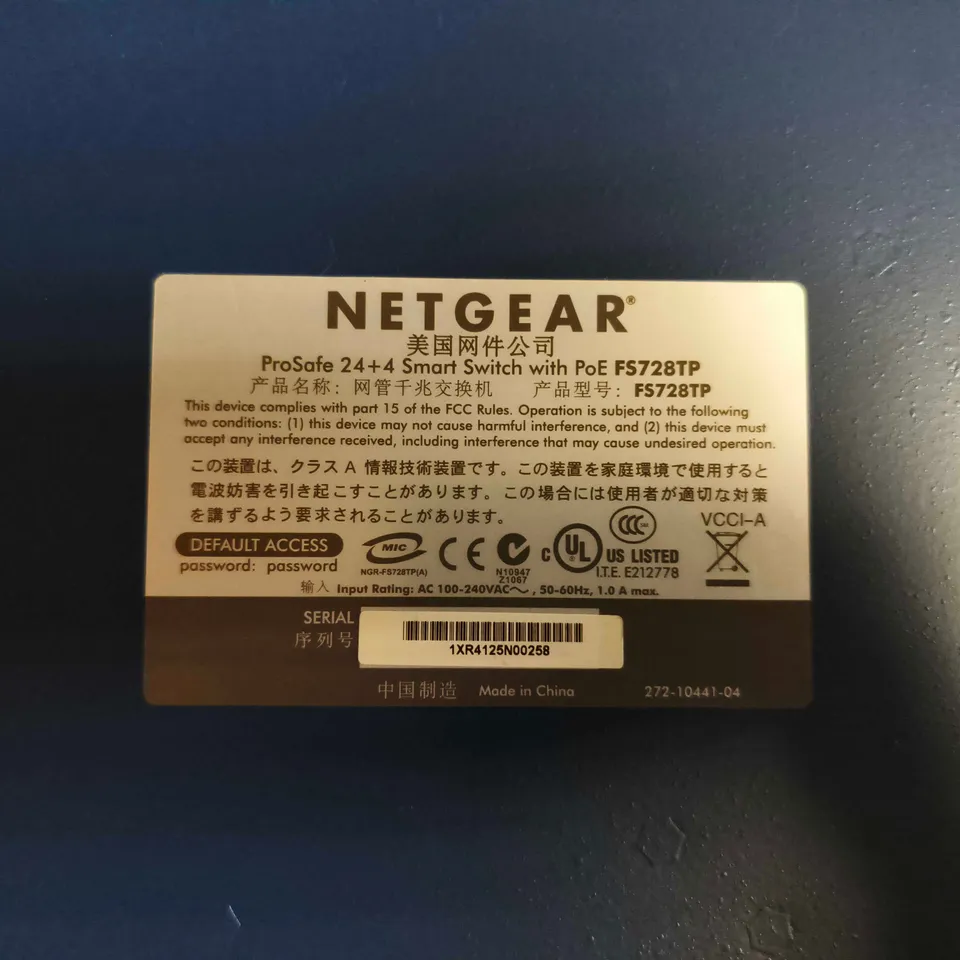 NETGEAR®
美国网件公司
ProSafe 24+4 Smart Switch with PoE FS728TP
产品名称: 网管千兆交换机 产品型号: FS728TP
This device complies with part 15 of the FCC Rules. Operation is subject to the following
two conditions: (1) this device may not cause harmful interference, and (2) this device must
accept any interference received, including interference that may cause undesired operation.
この装置は、クラス A 情報技術装置です。この装置を家庭環境で使用すると
電波妨害を引き起こすことがあります。この場合には使用者が適切な対策
を講ずるよう要求されることがあります。
DEFAULT ACCESS
password: password
MIC
NGR-FS728TP(A)
CE
N10947
Z1067
C UL US LISTED
I.T.E. E212778
CCC
VCCI-A
输入 Input Rating: AC 100-240VAC~, 50-60Hz, 1.0 A max.
SERIAL
序列号
1XR4125N00258
中国制造 Made in China 272-10441-04